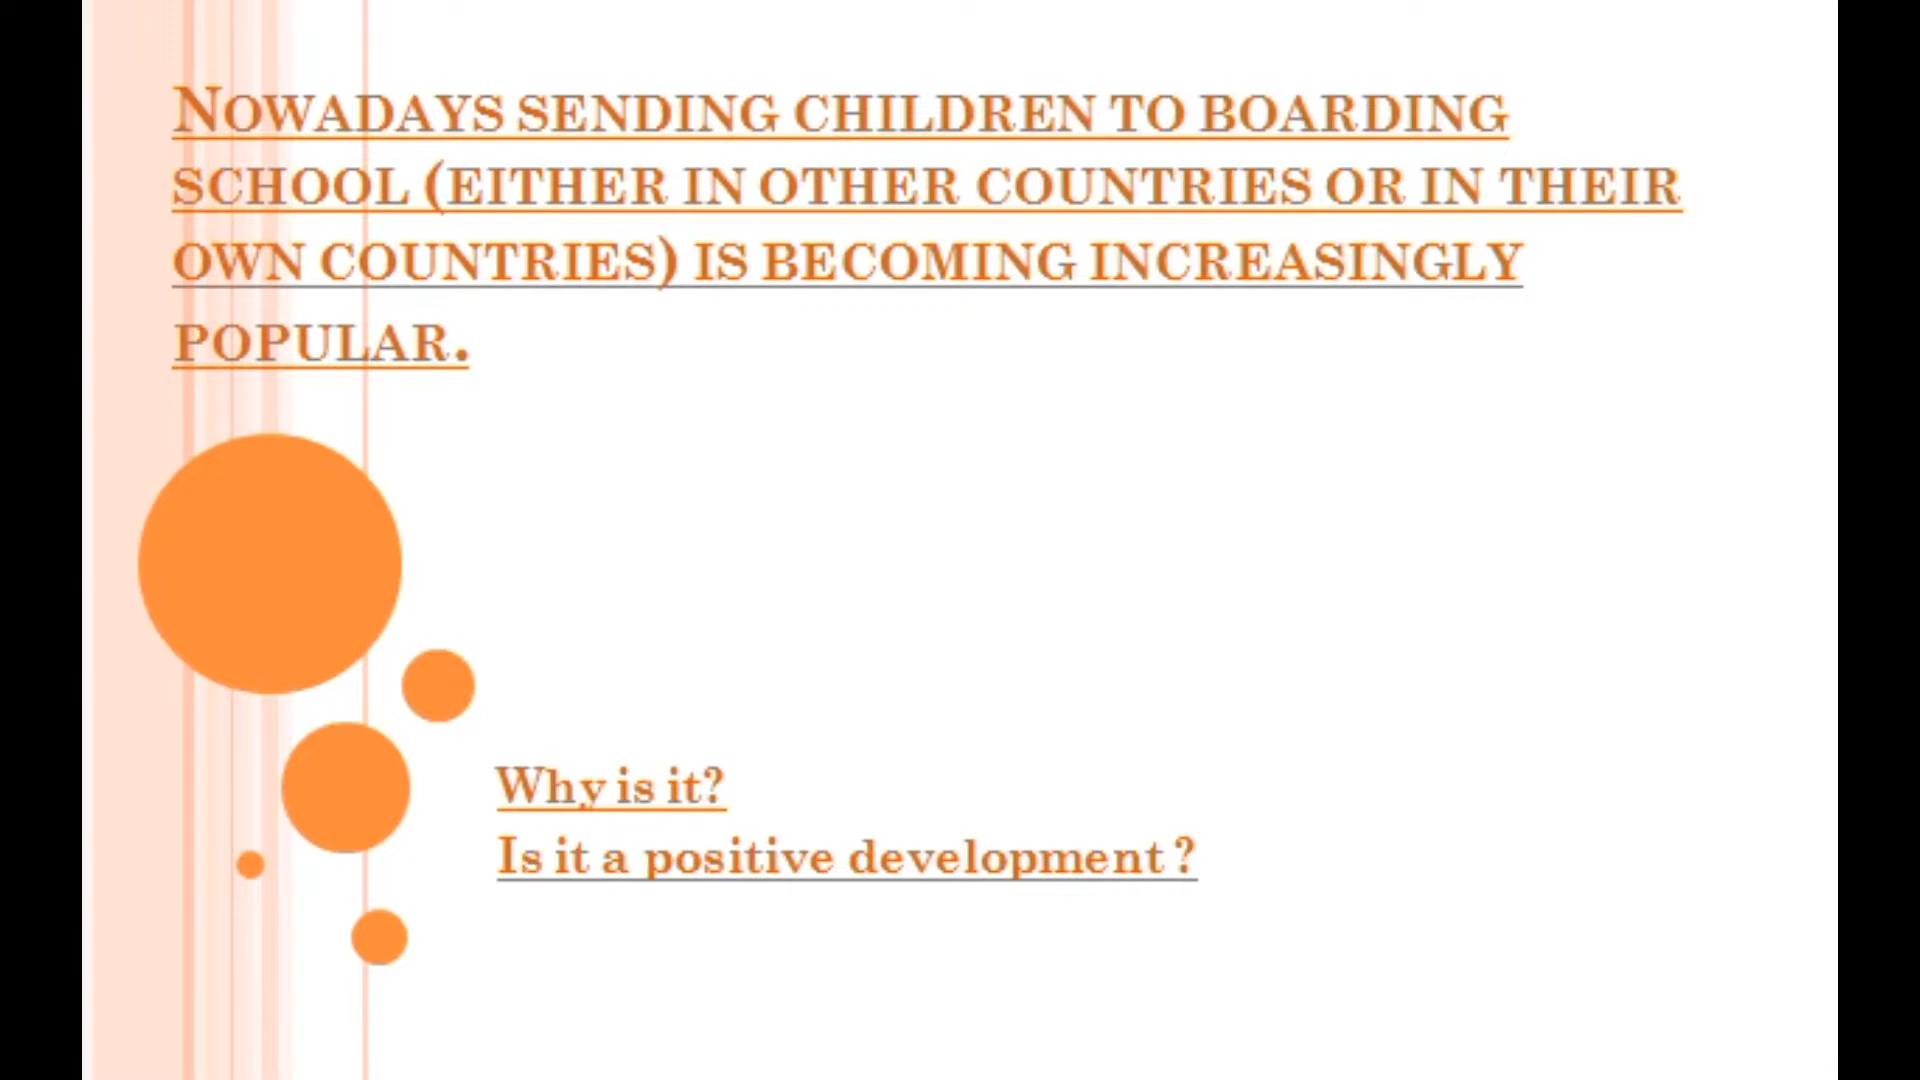 NOWADAYS SENDING CHILDREN TO BOARDING
SCHOOL (EITHER IN OTHER COUNTRIES OR IN THEIR
OWN COUNTRIES) IS BECOMING INCREASINGLY
POPULAR.
Why is it?
Is it a positive development ?